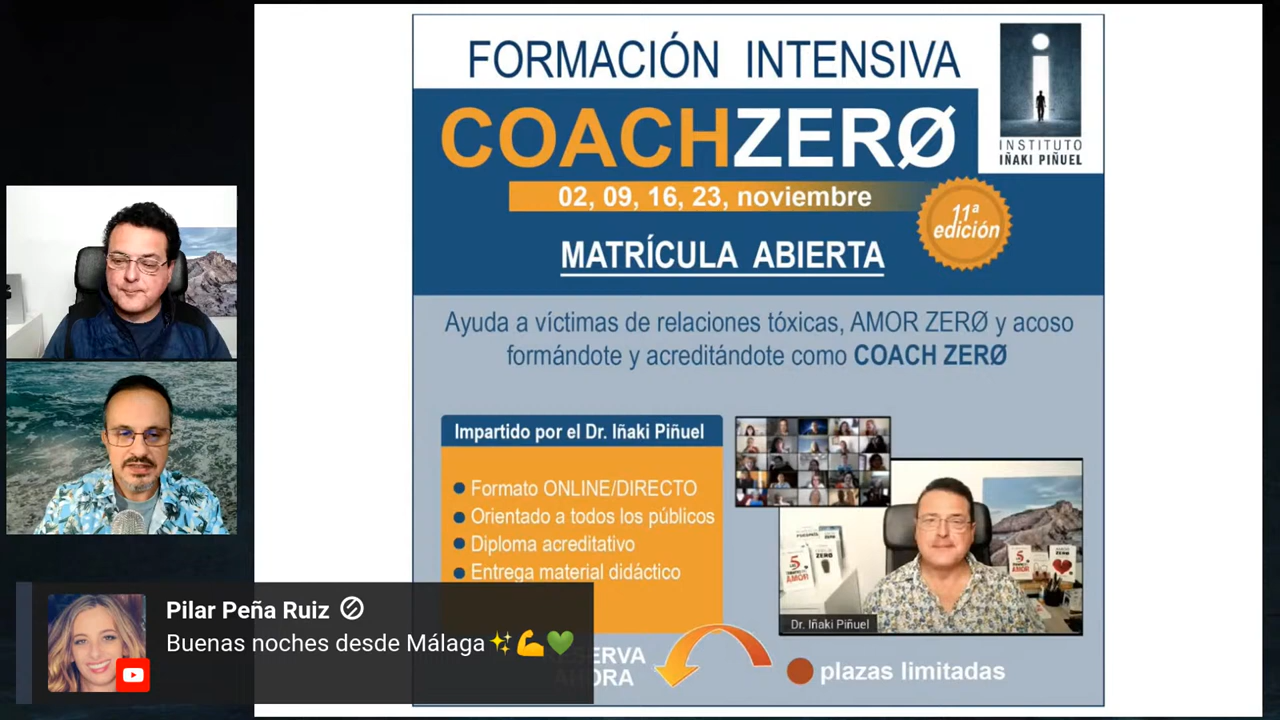 FORMACIÓN INTENSIVA
COACHZERØ
INSTITUTO
IÑAKI PIÑUEL
02, 09, 16, 23, noviembre
11ª
edición
MATRÍCULA ABIERTA
Ayuda a víctimas de relaciones tóxicas, AMOR ZERØ y acoso
formándote y acreditándote como COACH ZERØ
Impartido por el Dr. Iñaki Piñuel
Formato ONLINE/DIRECTO
Orientado a todos los públicos
Diploma acreditativo
Entrega material didáctico
Dr. Iñaki Piñuel
plazas limitadas
Pilar Peña Ruiz
Buenas noches desde Málaga✨💪💚